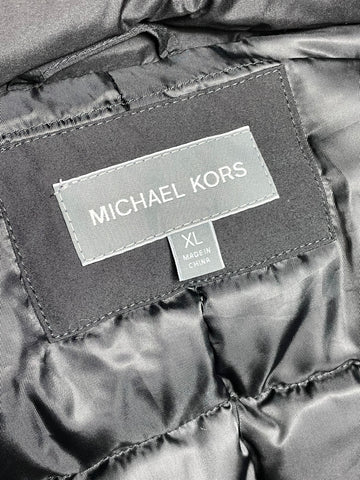 MICHAEL KORS
XL
MADE IN
CHINA